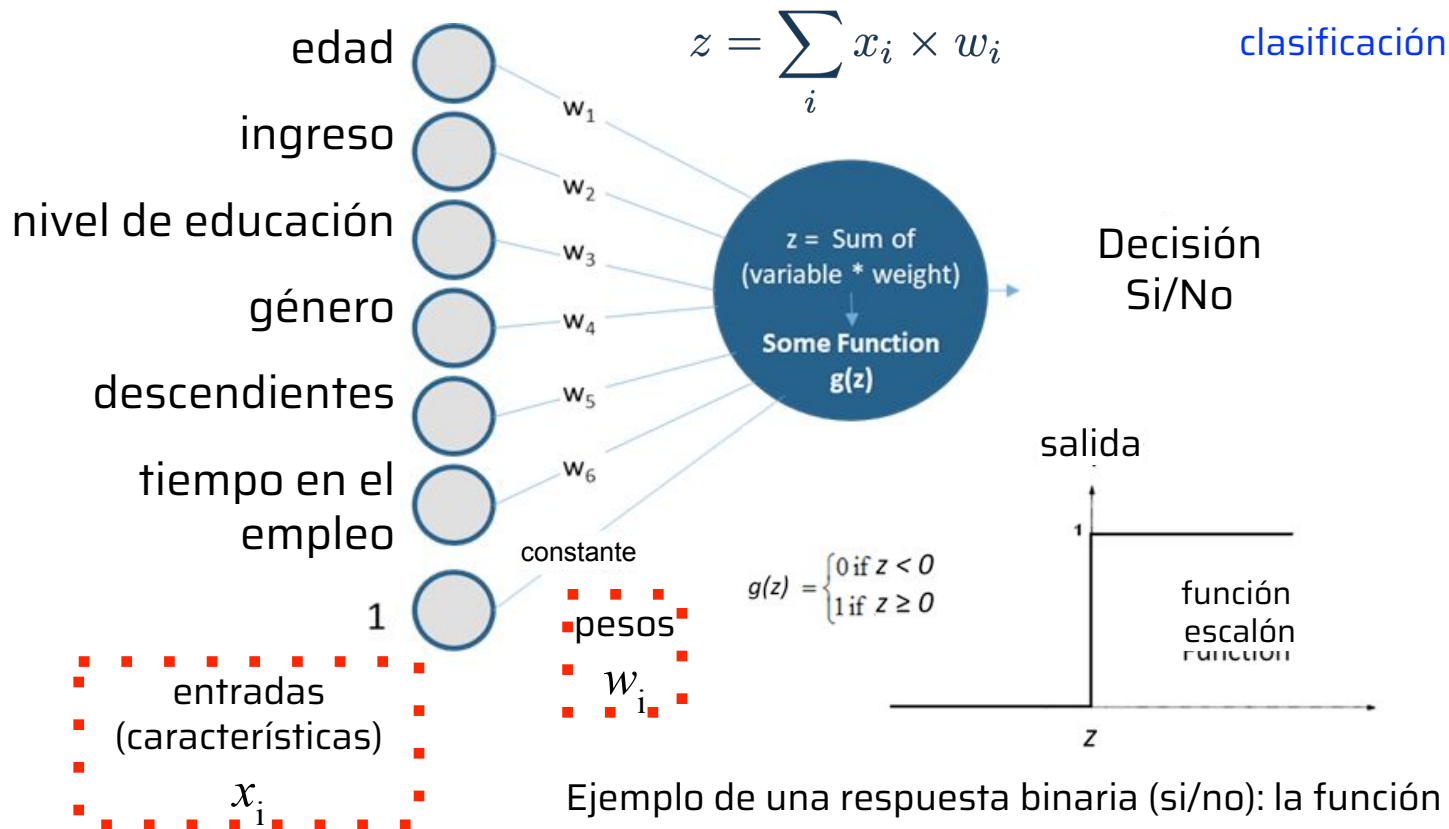 edad
z = ∑ x_i × w_i
i
clasificación
ingreso
nivel de educación
género
descendientes
tiempo en el
empleo
1
w₁
w₂
w₃
w₄
w₅
w₆
constante
z = Sum of
(variable * weight)
Some Function
g(z)
Decisión
Si/No
entradas
(características)
x_i
pesos
w_i
g(z) = {0 if z < 0
1 if z ≥ 0
salida
1
función
escalón
Function
z
Ejemplo de una respuesta binaria (si/no): la función